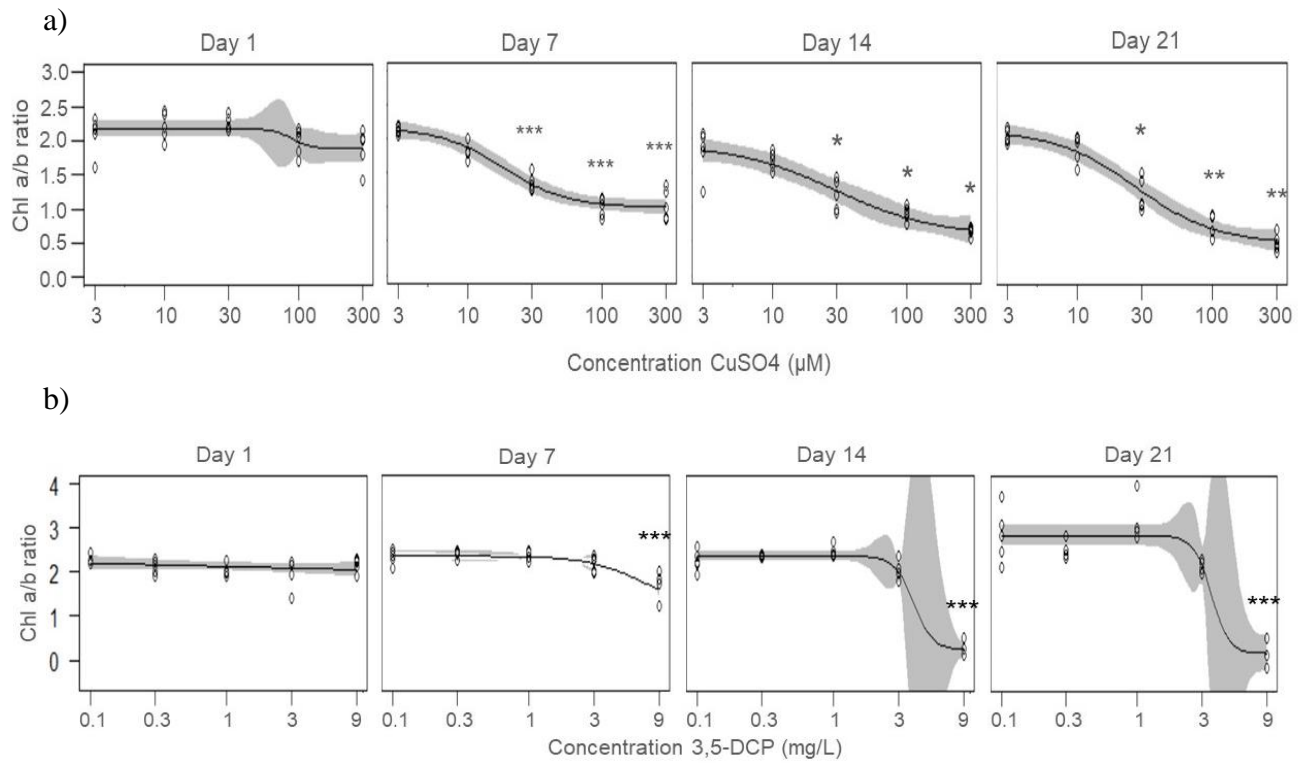 a)
Day 1 Day 7 Day 14 Day 21
Chl a/b ratio
3.0
2.5
2.0
1.5
1.0
0.5
0.0
*** *** ***
* * *
* ** **
3 10 30 100 300 3 10 30 100 300 3 10 30 100 300 3 10 30 100 300
Concentration CuSO4 (µM)
b)
Day 1 Day 7 Day 14 Day 21
Chl a/b ratio
4
3
2
1
0
*** *** ***
0.1 0.3 1 3 9 0.1 0.3 1 3 9 0.1 0.3 1 3 9 0.1 0.3 1 3 9
Concentration 3,5-DCP (mg/L)